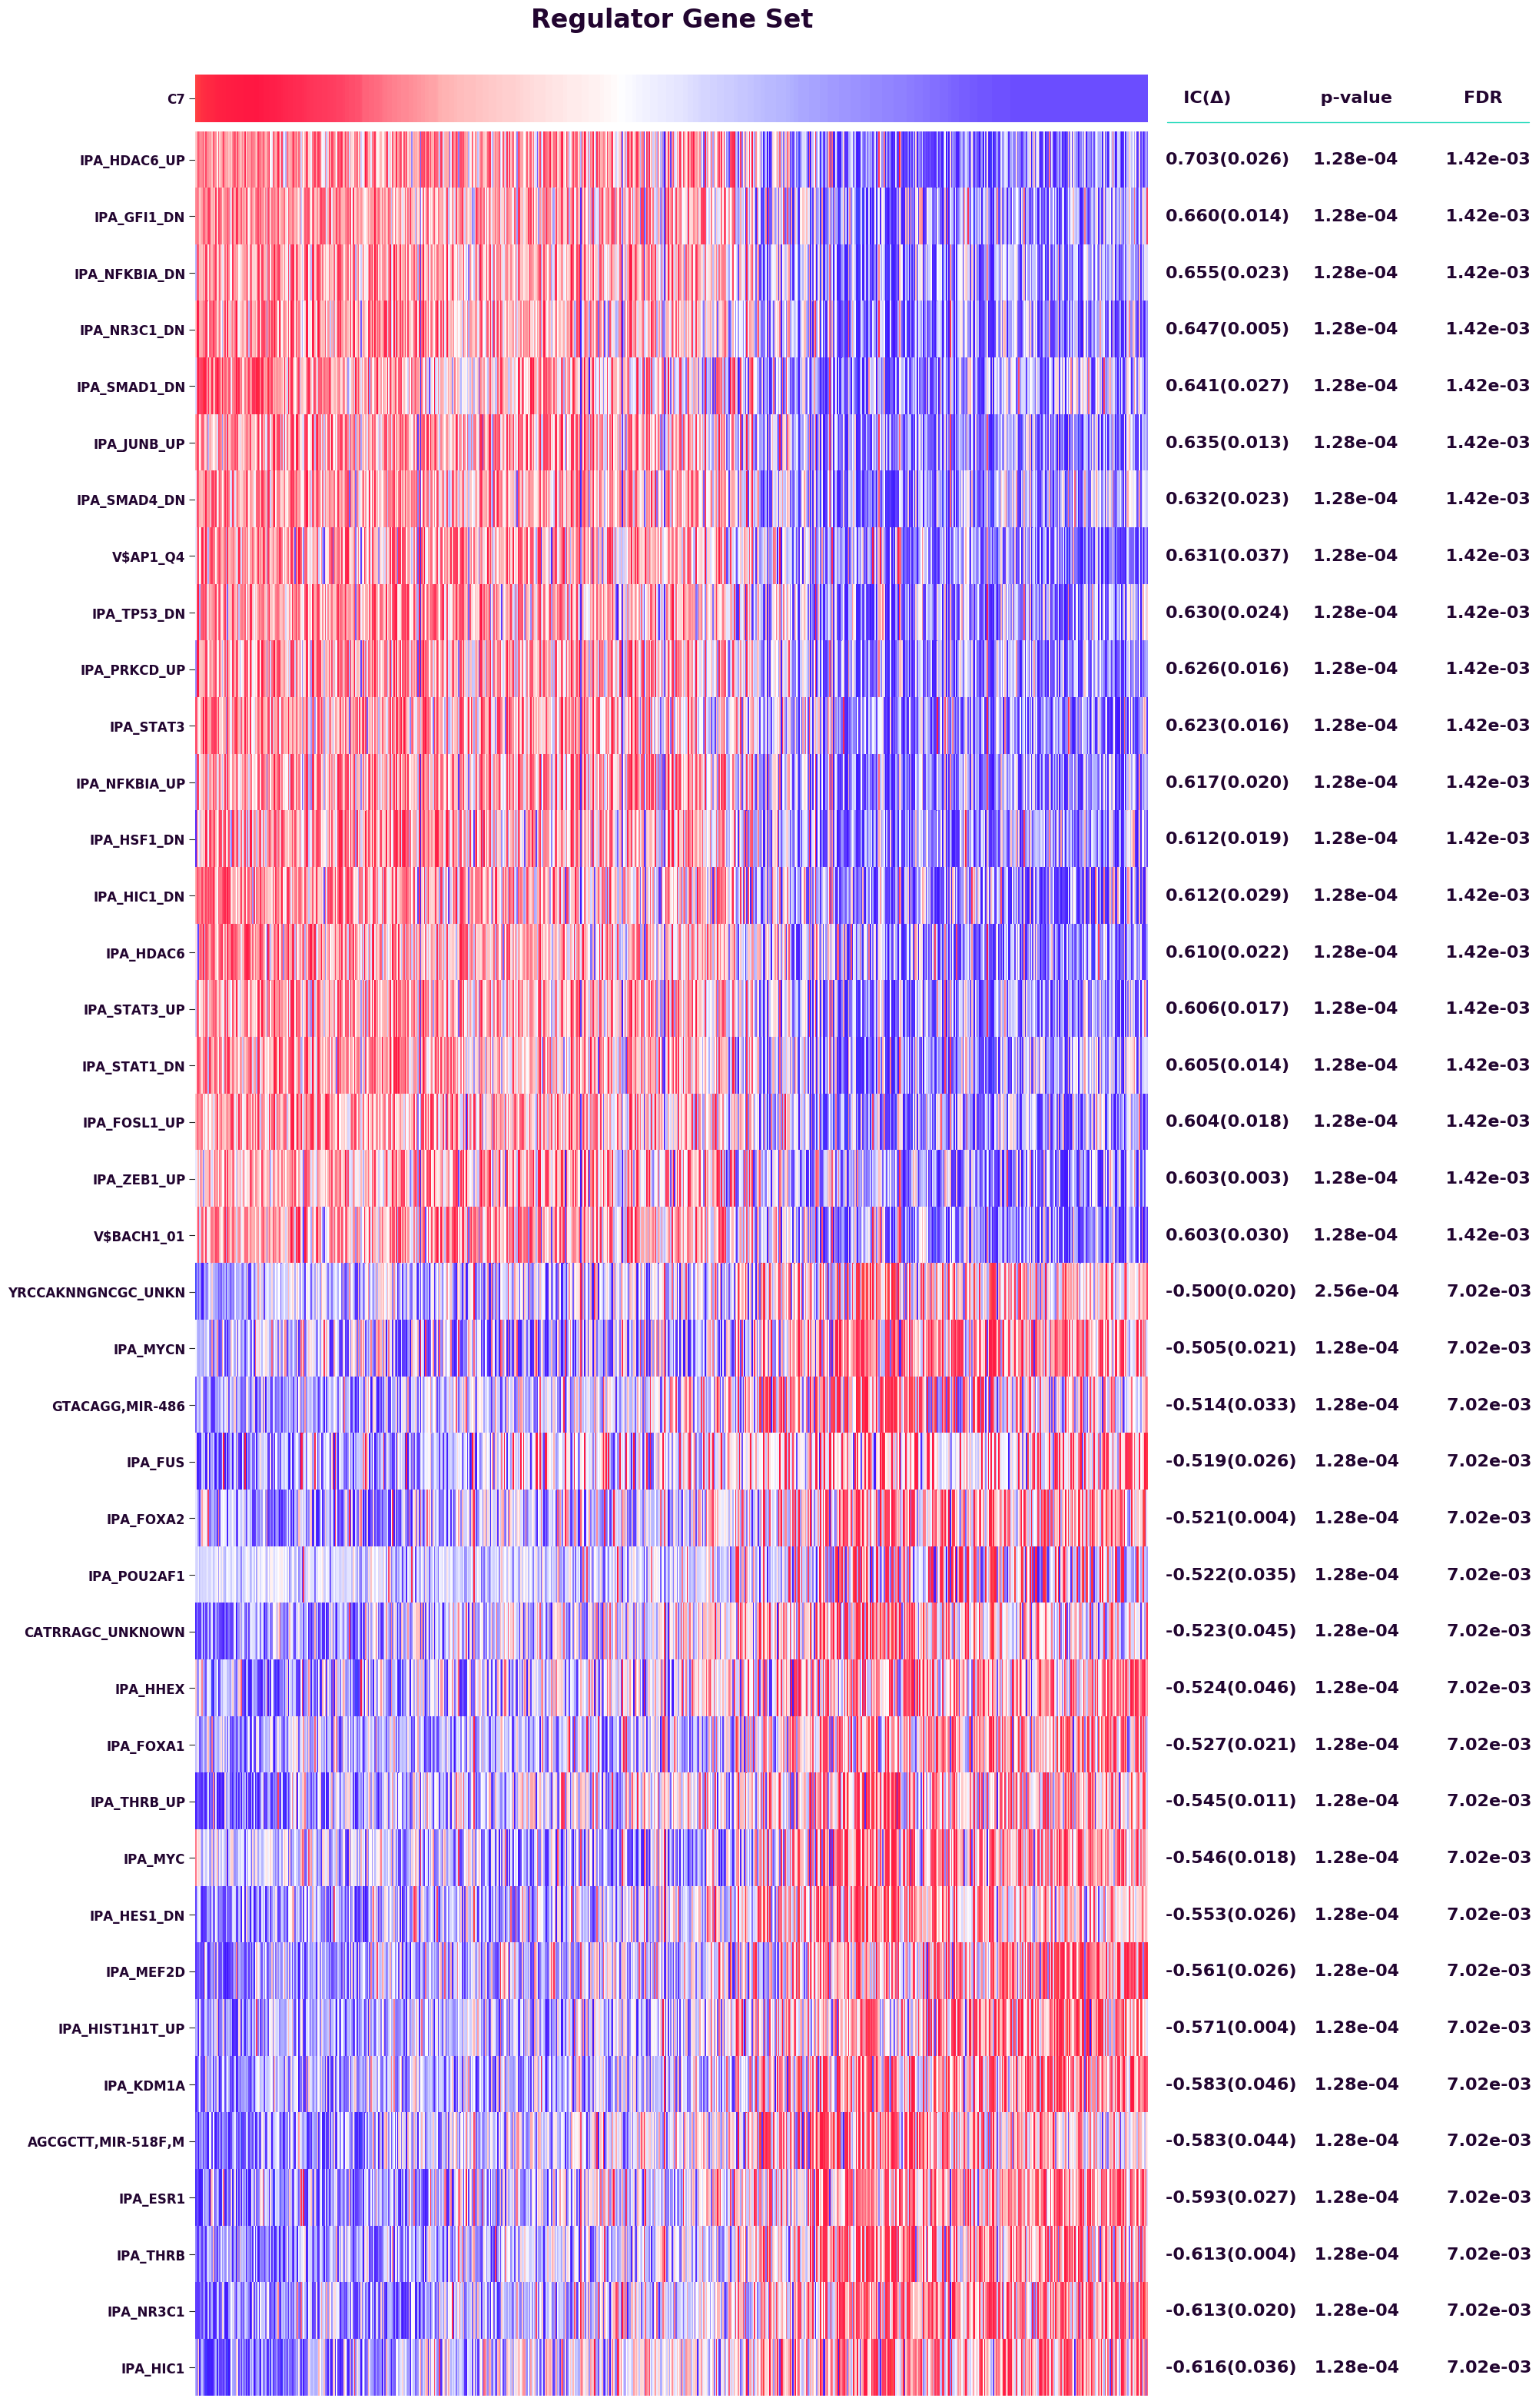 Regulator Gene Set
C7 IC(Δ) p-value FDR
IPA_HDAC6_UP 0.703(0.026) 1.28e-04 1.42e-03
IPA_GFI1_DN 0.660(0.014) 1.28e-04 1.42e-03
IPA_NFKBIA_DN 0.655(0.023) 1.28e-04 1.42e-03
IPA_NR3C1_DN 0.647(0.005) 1.28e-04 1.42e-03
IPA_SMAD1_DN 0.641(0.027) 1.28e-04 1.42e-03
IPA_JUNB_UP 0.635(0.013) 1.28e-04 1.42e-03
IPA_SMAD4_DN 0.632(0.023) 1.28e-04 1.42e-03
V$AP1_Q4 0.631(0.037) 1.28e-04 1.42e-03
IPA_TP53_DN 0.630(0.024) 1.28e-04 1.42e-03
IPA_PRKCD_UP 0.626(0.016) 1.28e-04 1.42e-03
IPA_STAT3 0.623(0.016) 1.28e-04 1.42e-03
IPA_NFKBIA_UP 0.617(0.020) 1.28e-04 1.42e-03
IPA_HSF1_DN 0.612(0.019) 1.28e-04 1.42e-03
IPA_HIC1_DN 0.612(0.029) 1.28e-04 1.42e-03
IPA_HDAC6 0.610(0.022) 1.28e-04 1.42e-03
IPA_STAT3_UP 0.606(0.017) 1.28e-04 1.42e-03
IPA_STAT1_DN 0.605(0.014) 1.28e-04 1.42e-03
IPA_FOSL1_UP 0.604(0.018) 1.28e-04 1.42e-03
IPA_ZEB1_UP 0.603(0.003) 1.28e-04 1.42e-03
V$BACH1_01 0.603(0.030) 1.28e-04 1.42e-03
YRCCAKNNGNCGC_UNKN -0.500(0.020) 2.56e-04 7.02e-03
IPA_MYCN -0.505(0.021) 1.28e-04 7.02e-03
GTACAGG,MIR-486 -0.514(0.033) 1.28e-04 7.02e-03
IPA_FUS -0.519(0.026) 1.28e-04 7.02e-03
IPA_FOXA2 -0.521(0.004) 1.28e-04 7.02e-03
IPA_POU2AF1 -0.522(0.035) 1.28e-04 7.02e-03
CATRRAGC_UNKNOWN -0.523(0.045) 1.28e-04 7.02e-03
IPA_HHEX -0.524(0.046) 1.28e-04 7.02e-03
IPA_FOXA1 -0.527(0.021) 1.28e-04 7.02e-03
IPA_THRB_UP -0.545(0.011) 1.28e-04 7.02e-03
IPA_MYC -0.546(0.018) 1.28e-04 7.02e-03
IPA_HES1_DN -0.553(0.026) 1.28e-04 7.02e-03
IPA_MEF2D -0.561(0.026) 1.28e-04 7.02e-03
IPA_HIST1H1T_UP -0.571(0.004) 1.28e-04 7.02e-03
IPA_KDM1A -0.583(0.046) 1.28e-04 7.02e-03
AGCGCTT,MIR-518F,M -0.583(0.044) 1.28e-04 7.02e-03
IPA_ESR1 -0.593(0.027) 1.28e-04 7.02e-03
IPA_THRB -0.613(0.004) 1.28e-04 7.02e-03
IPA_NR3C1 -0.613(0.020) 1.28e-04 7.02e-03
IPA_HIC1 -0.616(0.036) 1.28e-04 7.02e-03